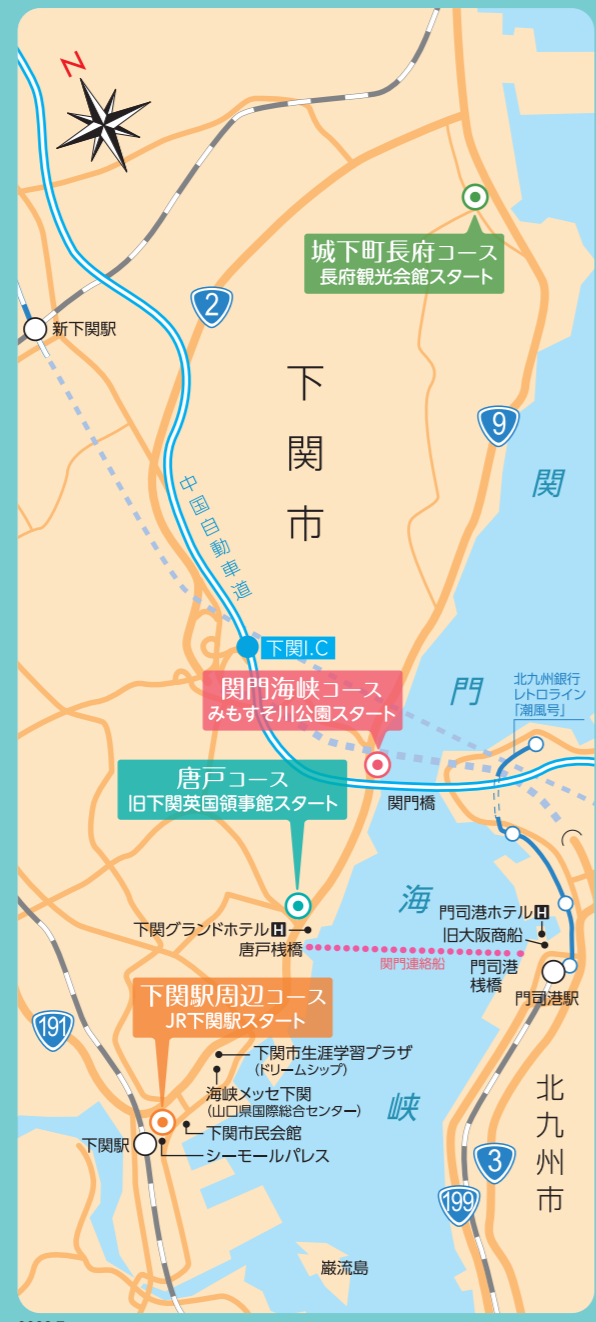 N
城下町長府コース
長府観光会館スタート
2
新下関駅
下関市
9
関門海峡
中国自動車道
下関I.C
関門海峡コース
みもすそ川公園スタート
北九州銀行
レトロライン
「潮風号」
唐戸コース
旧下関英国領事館スタート
関門橋
下関グランドホテル H
唐戸桟橋
門司港ホテル H
旧大阪商船
関門連絡船
門司港
桟橋
門司港駅
下関駅周辺コース
JR下関駅スタート
191
下関市生涯学習プラザ
(ドリームシップ)
海峡メッセ下関
(山口県国際総合センター)
下関市民会館
下関駅
シーモールパレス
北九州市
3
199
巌流島